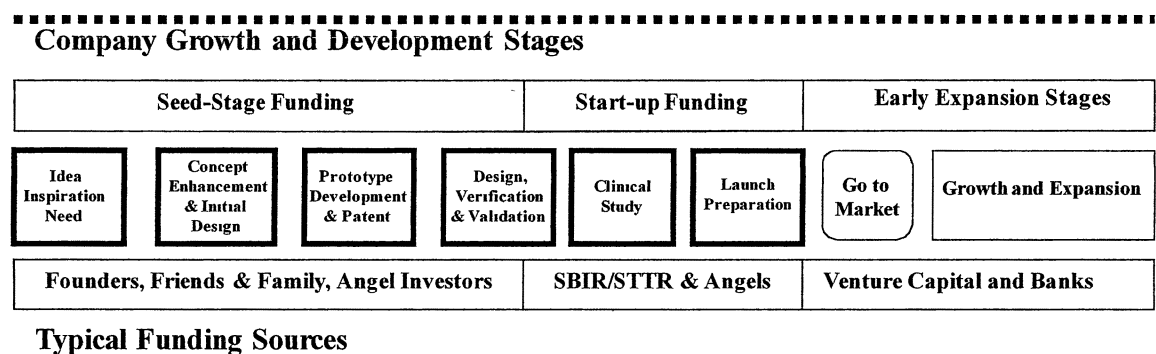 Company Growth and Development Stages
Seed-Stage Funding
Start-up Funding
Early Expansion Stages
Idea
Inspiration
Need
Concept
Enhancement
& Initial
Design
Prototype
Development
& Patent
Design,
Verification
& Validation
Clinical
Study
Launch
Preparation
Go to
Market
Growth and Expansion
Founders, Friends & Family, Angel Investors
SBIR/STTR & Angels
Venture Capital and Banks
Typical Funding Sources